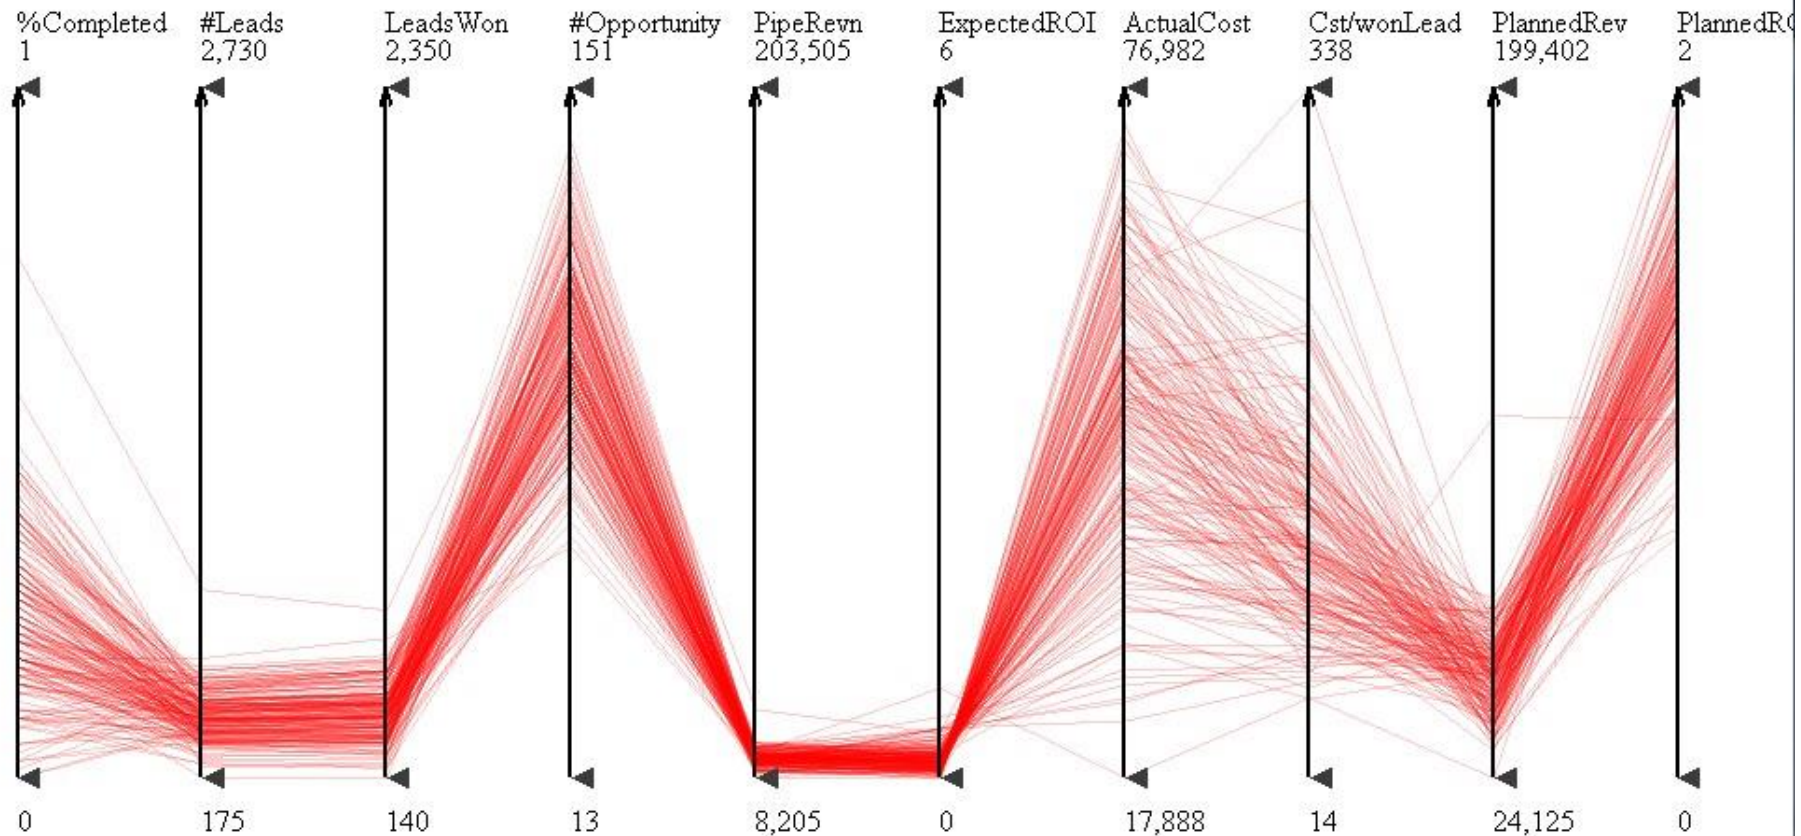 %Completed #Leads LeadsWon #Opportunity PipeRevn ExpectedROI ActualCost Cst/wonLead PlannedRev PlannedRO
1 2,730 2,350 151 203,505 6 76,982 338 199,402 2
0 175 140 13 8,205 0 17,888 14 24,125 0